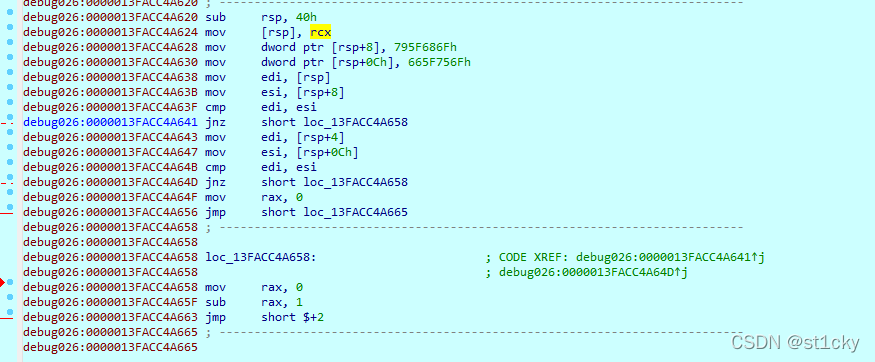 debug026:0000013FACC4A620 ; ---------------------------------------------------------------------------
debug026:0000013FACC4A620 sub rsp, 40h
debug026:0000013FACC4A624 mov [rsp], rcx
debug026:0000013FACC4A628 mov dword ptr [rsp+8], 795F686Fh
debug026:0000013FACC4A630 mov dword ptr [rsp+0Ch], 665F756Fh
debug026:0000013FACC4A638 mov edi, [rsp]
debug026:0000013FACC4A63B mov esi, [rsp+8]
debug026:0000013FACC4A63F cmp edi, esi
debug026:0000013FACC4A641 jnz short loc_13FACC4A658
debug026:0000013FACC4A643 mov edi, [rsp+4]
debug026:0000013FACC4A647 mov esi, [rsp+0Ch]
debug026:0000013FACC4A64B cmp edi, esi
debug026:0000013FACC4A64D jnz short loc_13FACC4A658
debug026:0000013FACC4A64F mov rax, 0
debug026:0000013FACC4A656 jmp short loc_13FACC4A665
debug026:0000013FACC4A658 ; ---------------------------------------------------------------------------
debug026:0000013FACC4A658
debug026:0000013FACC4A658 loc_13FACC4A658: ; CODE XREF: debug026:0000013FACC4A641↑j
debug026:0000013FACC4A658 ; debug026:0000013FACC4A64D↑j
debug026:0000013FACC4A658 mov rax, 0
debug026:0000013FACC4A65F sub rax, 1
debug026:0000013FACC4A663 jmp short $+2
debug026:0000013FACC4A665 ; ---------------------------------------------------------------------------
debug026:0000013FACC4A665
CSDN @st1cky